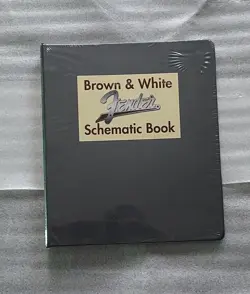 Brown & White
Fender
Schematic Book